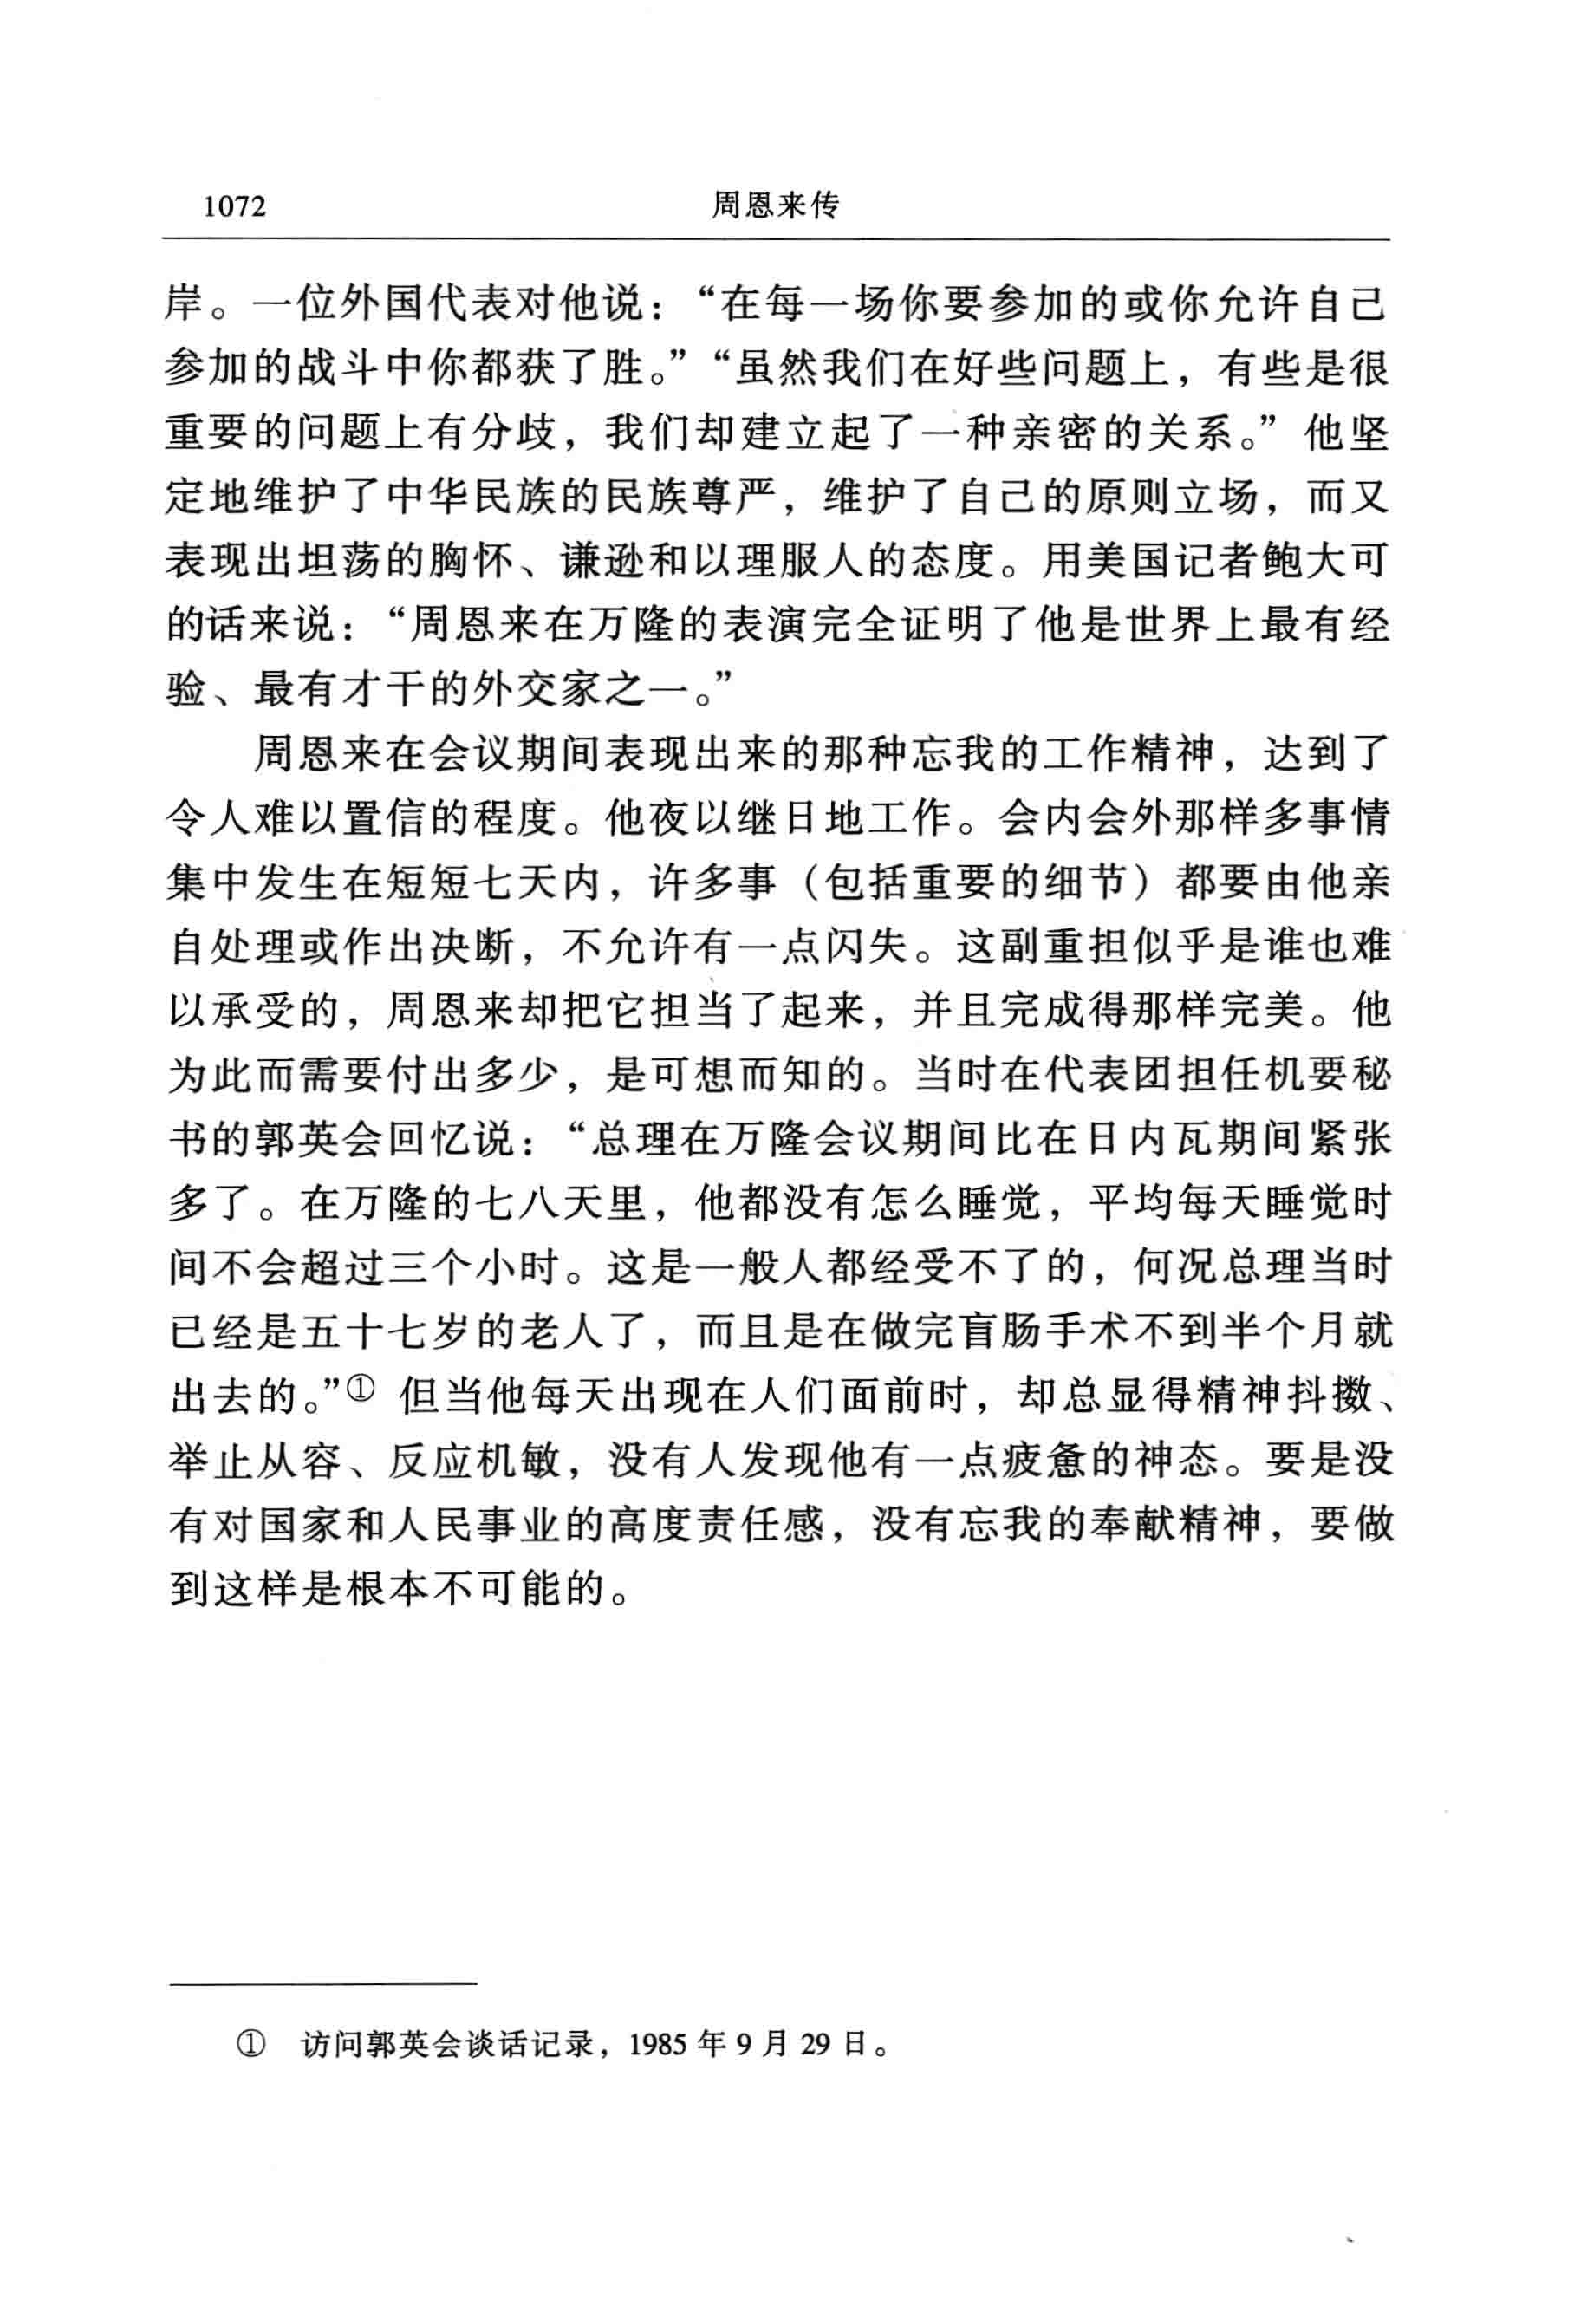 1072
周恩来传
岸。一位外国代表对他说：“在每一场你要参加的或你允许自己
参加的战斗中你都获了胜。”“虽然我们在好些问题上，有些是很
重要的问题上有分歧，我们却建立起了一种亲密的关系。”他坚
定地维护了中华民族的民族尊严，维护了自己的原则立场，而又
表现出坦荡的胸怀、谦逊和以理服人的态度。用美国记者鲍大可
的话来说：“周恩来在万隆的表演完全证明了他是世界上最有经
验、最有才干的外交家之一。”
周恩来在会议期间表现出来的那种忘我的工作精神，达到了
令人难以置信的程度。他夜以继日地工作。会内会外那样多事情
集中发生在短短七天内，许多事（包括重要的细节）都要由他亲
自处理或作出决断，不允许有一点闪失。这副重担似乎是谁也难
以承受的，周恩来却把它担当了起来，并且完成得那样完美。他
为此而需要付出多少，是可想而知的。当时在代表团担任机要秘
书的郭英会回忆说：“总理在万隆会议期间比在日内瓦期间紧张
多了。在万隆的七八天里，他都没有怎么睡觉，平均每天睡觉时
间不会超过三个小时。这是一般人都经受不了的，何况总理当时
已经是五十七岁的老人了，而且是在做完盲肠手术不到半个月就
出去的。”① 但当他每天出现在人们面前时，却总显得精神抖擞、
举止从容、反应机敏，没有人发现他有一点疲惫的神态。要是没
有对国家和人民事业的高度责任感，没有忘我的奉献精神，要做
到这样是根本不可能的。
① 访问郭英会谈话记录，1985 年 9 月 29 日。